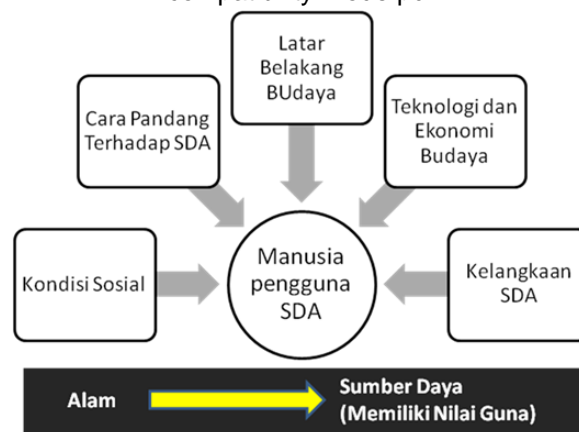 Latar
Belakang
BUdaya
Cara Pandang
Terhadap SDA
Teknologi dan
Ekonomi
Budaya
Kondisi Sosial
Manusia
pengguna
SDA
Kelangkaan
SDA
Alam
Sumber Daya
(Memiliki Nilai Guna)